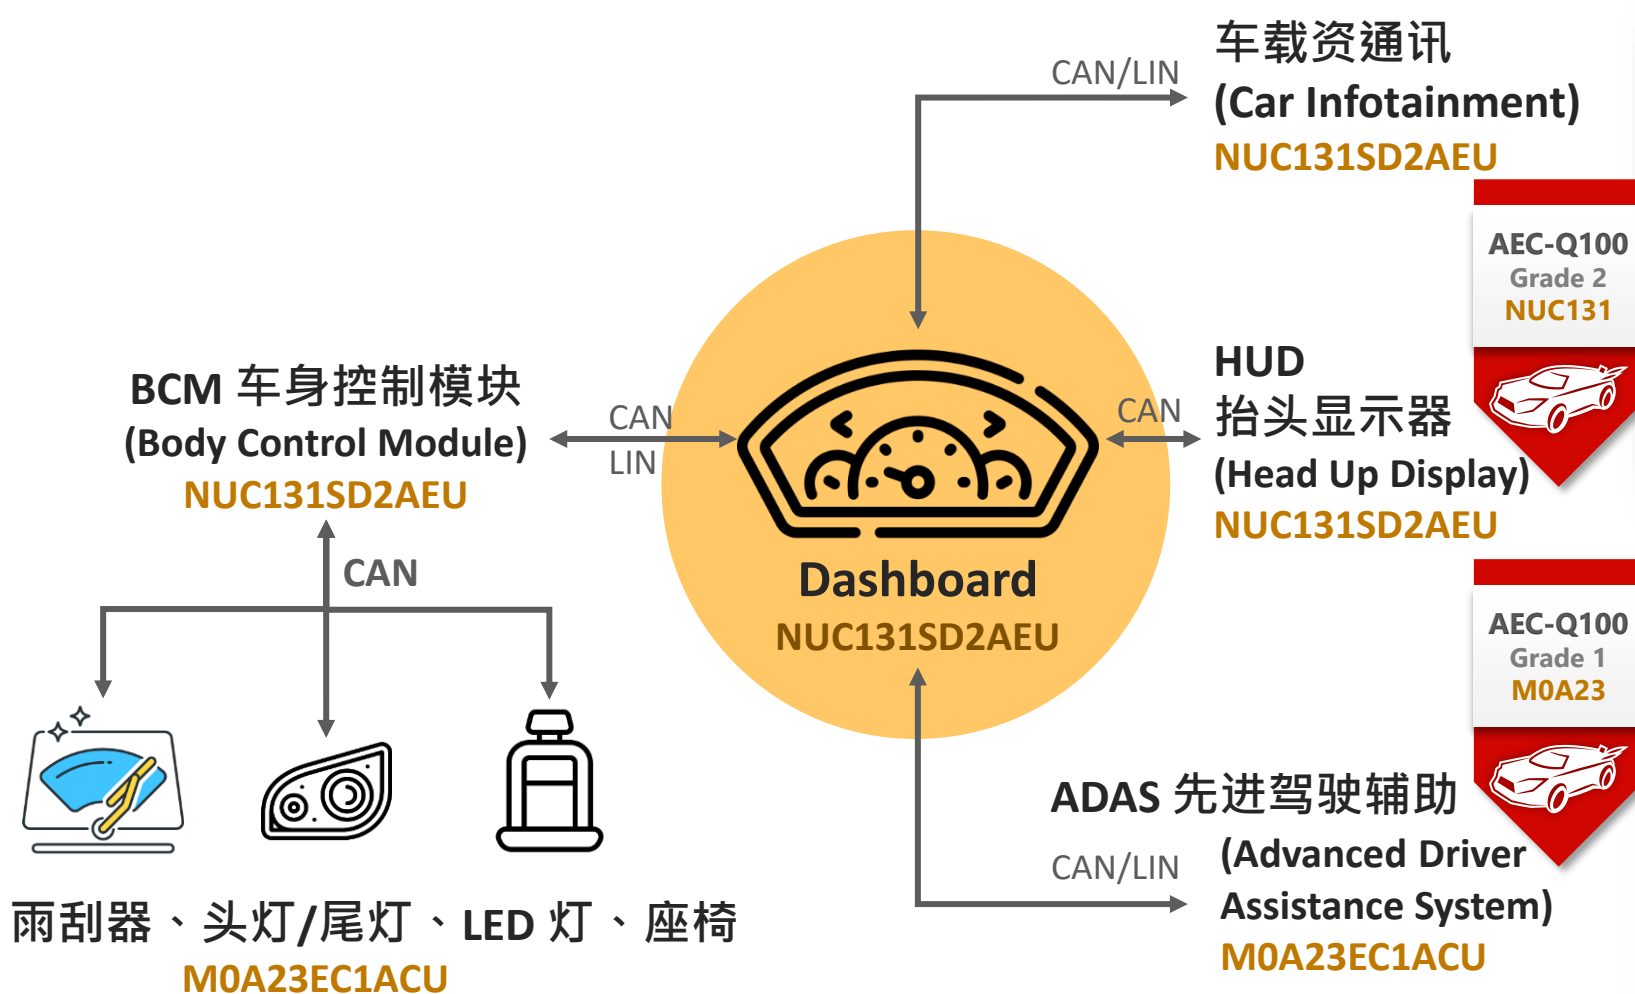 车载资通讯
(Car Infotainment)
NUC131SD2AEU
CAN/LIN
AEC-Q100
Grade 2
NUC131
HUD
抬头显示器
(Head Up Display)
NUC131SD2AEU
CAN
BCM 车身控制模块
(Body Control Module)
NUC131SD2AEU
CAN
LIN
CAN
Dashboard
NUC131SD2AEU
AEC-Q100
Grade 1
M0A23
ADAS 先进驾驶辅助
(Advanced Driver
Assistance System)
M0A23EC1ACU
CAN/LIN
雨刮器、头灯/尾灯、LED 灯、座椅
M0A23EC1ACU